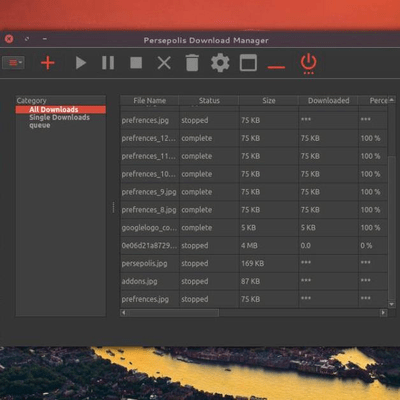 Persepolis Download Manager
Category
All Downloads
Single Downloads
queue
File Name Status Size Downloaded Perce
prefrences.jpg stopped 75 KB *** ***
prefrences_12... complete 75 KB 75 KB 100 %
prefrences_11... complete 75 KB 75 KB 100 %
prefrences_10... complete 75 KB 75 KB 100 %
prefrences_9.jpg complete 75 KB 75 KB 100 %
prefrences_8.jpg complete 75 KB 75 KB 100 %
googlelogo_co... complete 5 KB 5 KB 100 %
0e06d21a8729... stopped 4 MB 0.0 0 %
persepolis.jpg stopped 169 KB *** ***
addons.jpg stopped 87 KB *** ***
prefrences.jpg stopped 75 KB *** ***